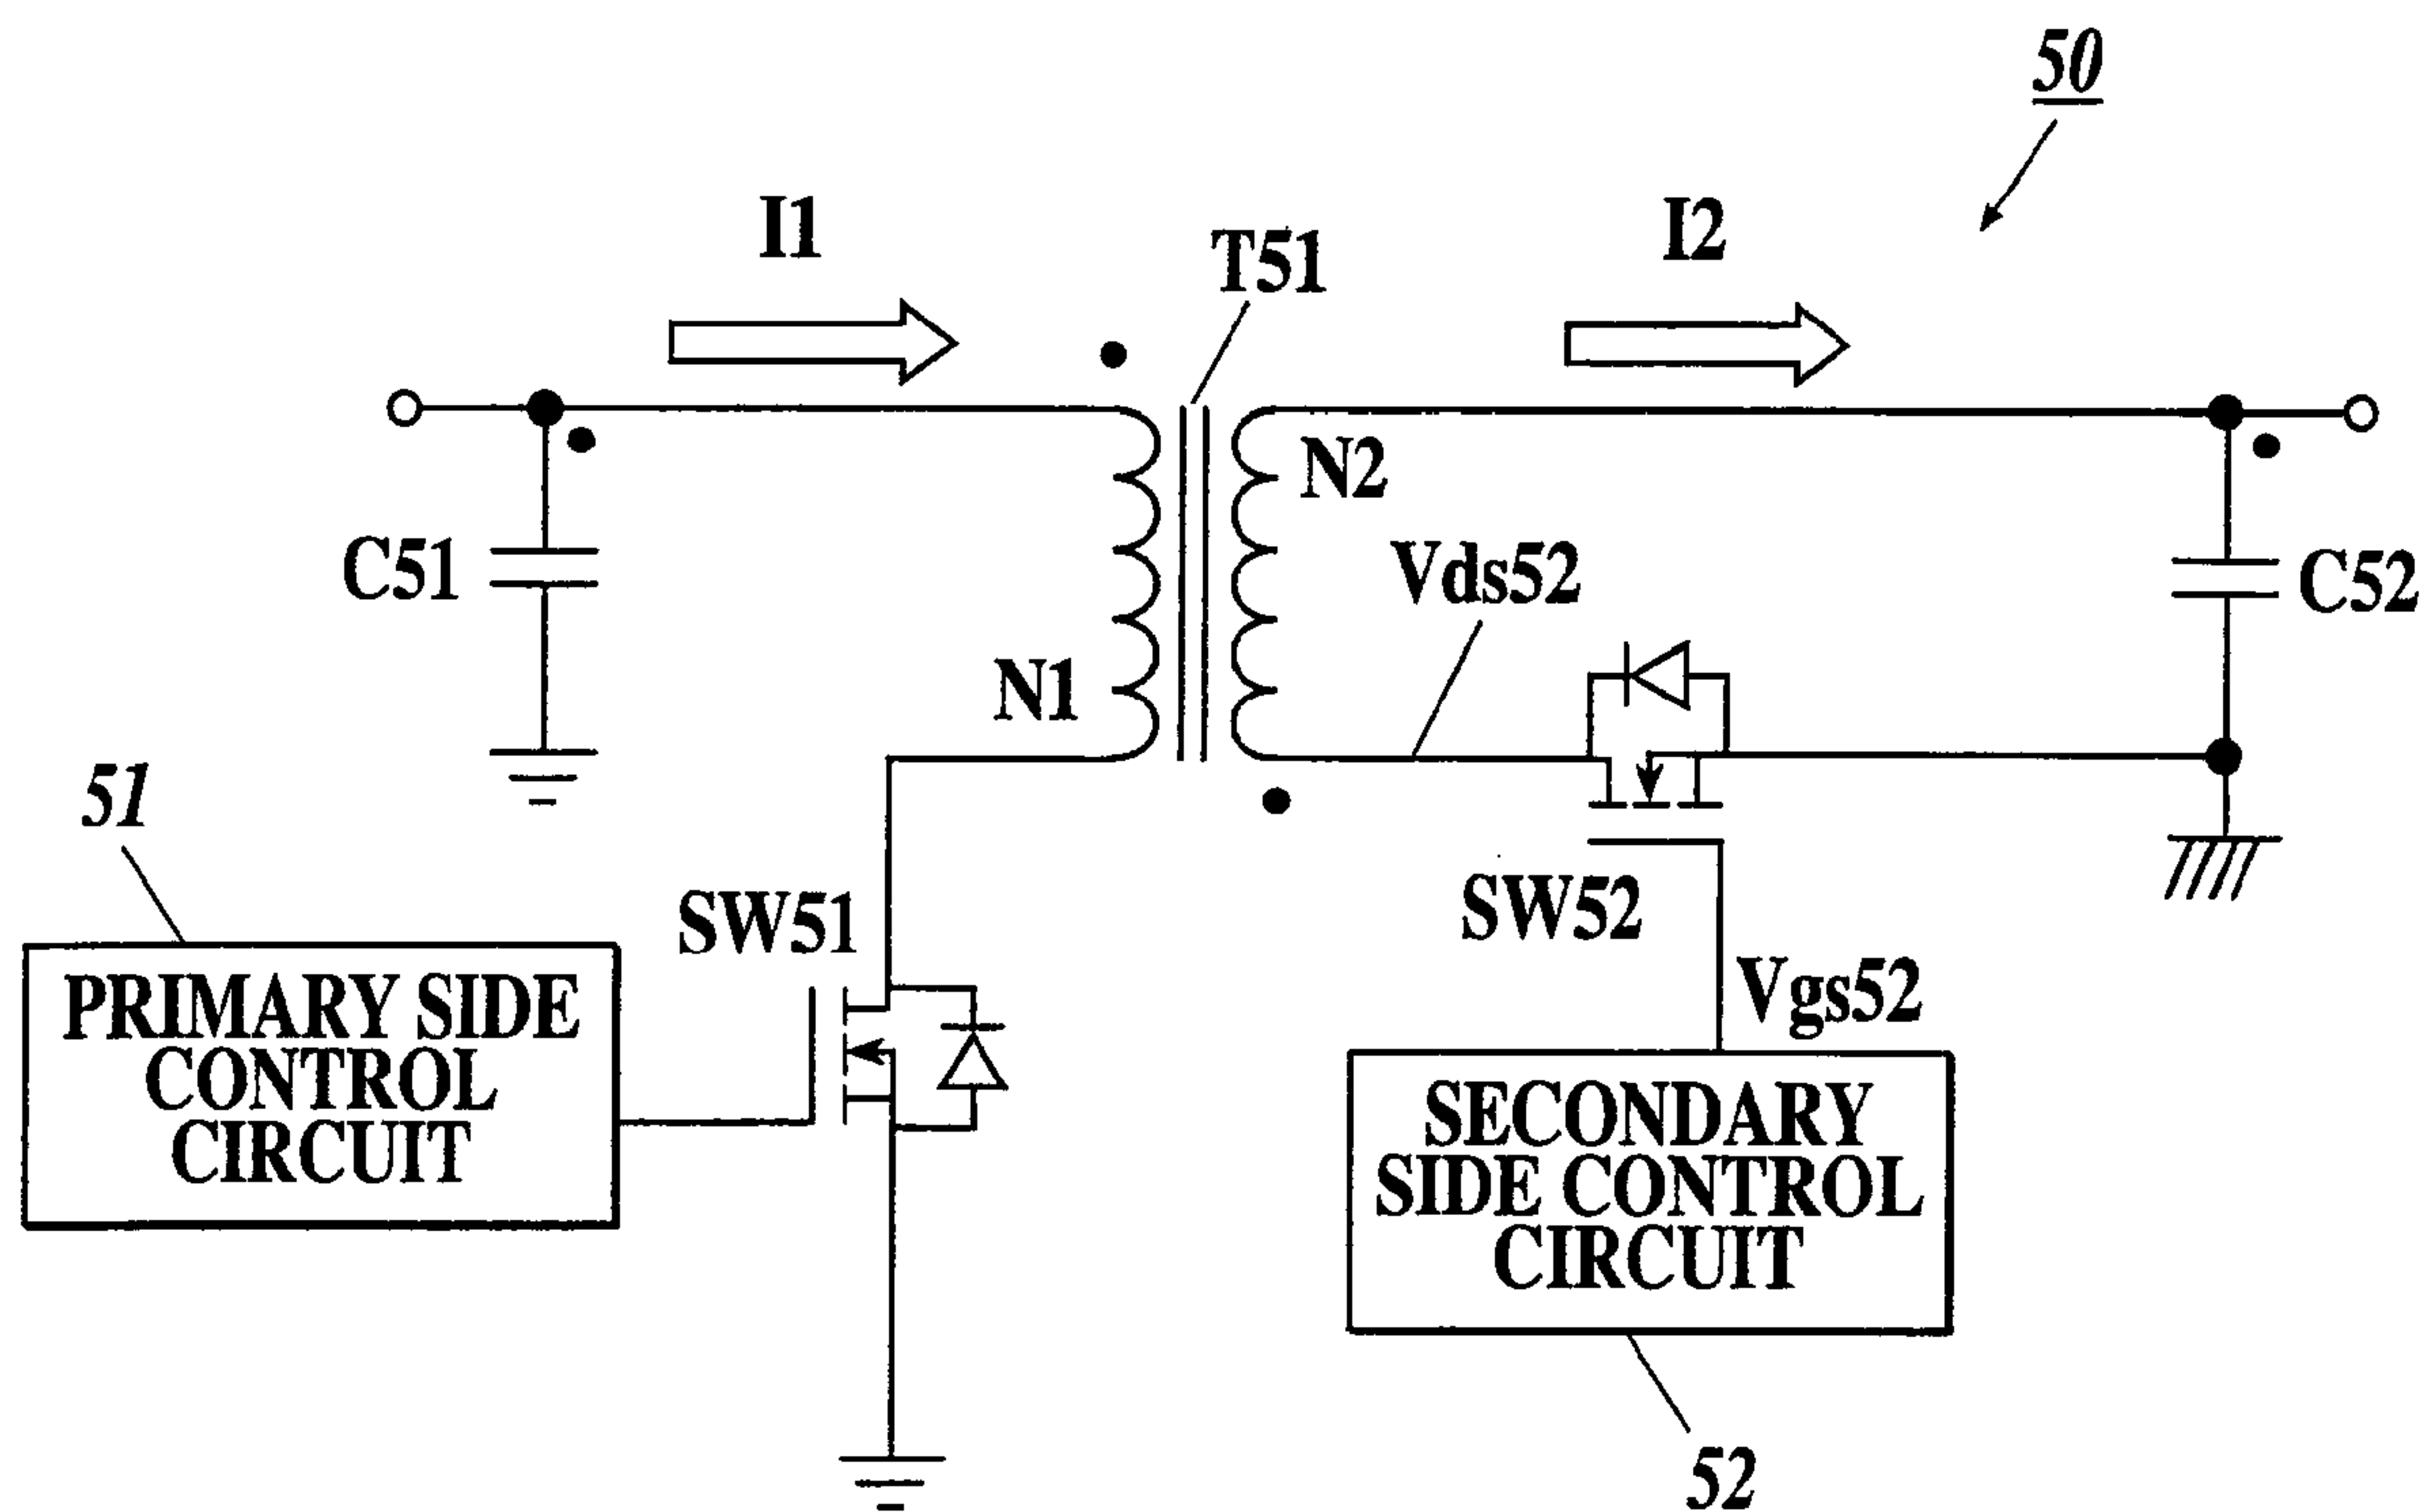 50
I1
I2
T51
N2
C51
Vds52
C52
N1
51
SW51
SW52
PRIMARY SIDE
CONTROL
CIRCUIT
Vgs52
SECONDARY
SIDE CONTROL
CIRCUIT
52